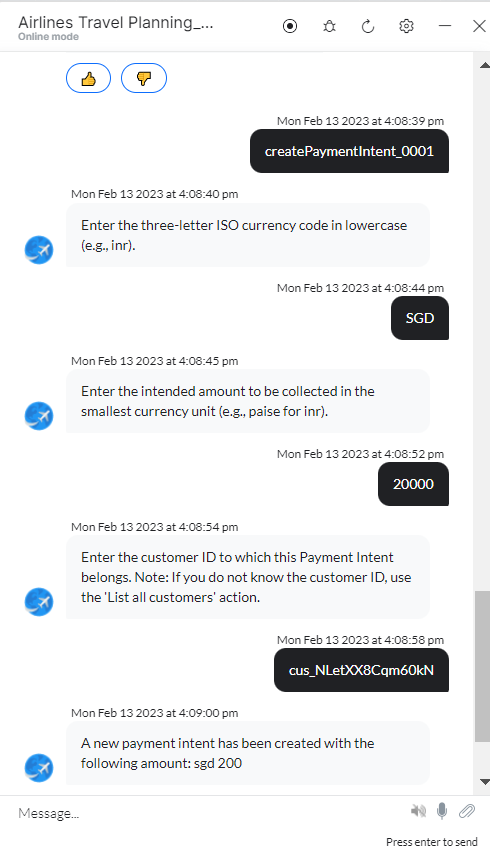 Airlines Travel Planning_...
Online mode
Mon Feb 13 2023 at 4:08:39 pm
createPaymentIntent_0001
Mon Feb 13 2023 at 4:08:40 pm
Enter the three-letter ISO currency code in lowercase
(e.g., inr).
Mon Feb 13 2023 at 4:08:44 pm
SGD
Mon Feb 13 2023 at 4:08:45 pm
Enter the intended amount to be collected in the
smallest currency unit (e.g., paise for inr).
Mon Feb 13 2023 at 4:08:52 pm
20000
Mon Feb 13 2023 at 4:08:54 pm
Enter the customer ID to which this Payment Intent
belongs. Note: If you do not know the customer ID, use
the 'List all customers' action.
Mon Feb 13 2023 at 4:08:58 pm
cus_NLetXX8Cqm60kN
Mon Feb 13 2023 at 4:09:00 pm
A new payment intent has been created with the
following amount: sgd 200
Message...
Press enter to send